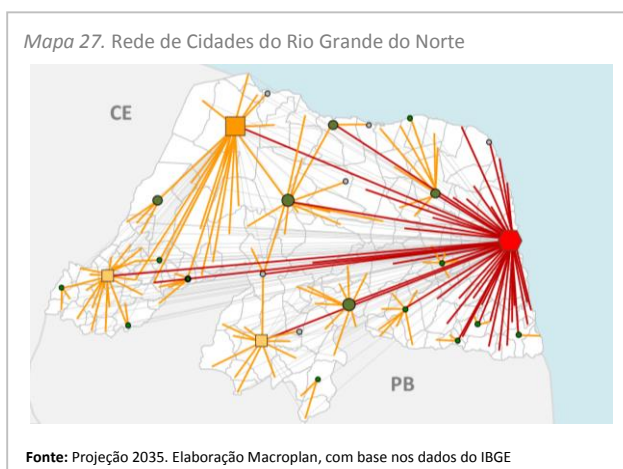 Mapa 27. Rede de Cidades do Rio Grande do Norte
CE
PB
Fonte: Projeção 2035. Elaboração Macroplan, com base nos dados do IBGE